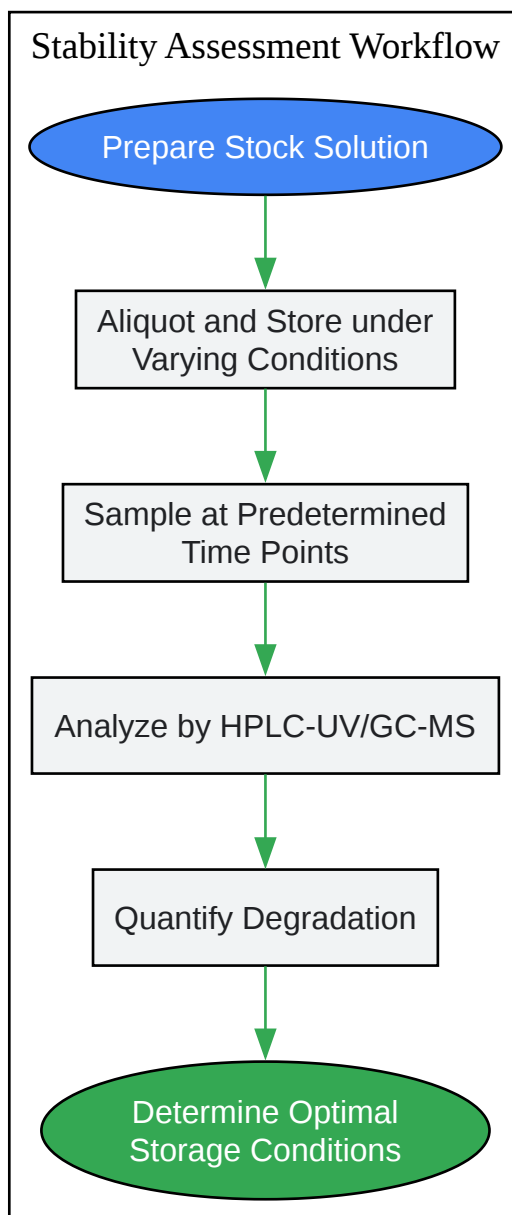 Stability Assessment Workflow
Prepare Stock Solution
Aliquot and Store under
Varying Conditions
Sample at Predetermined
Time Points
Analyze by HPLC-UV/GC-MS
Quantify Degradation
Determine Optimal
Storage Conditions